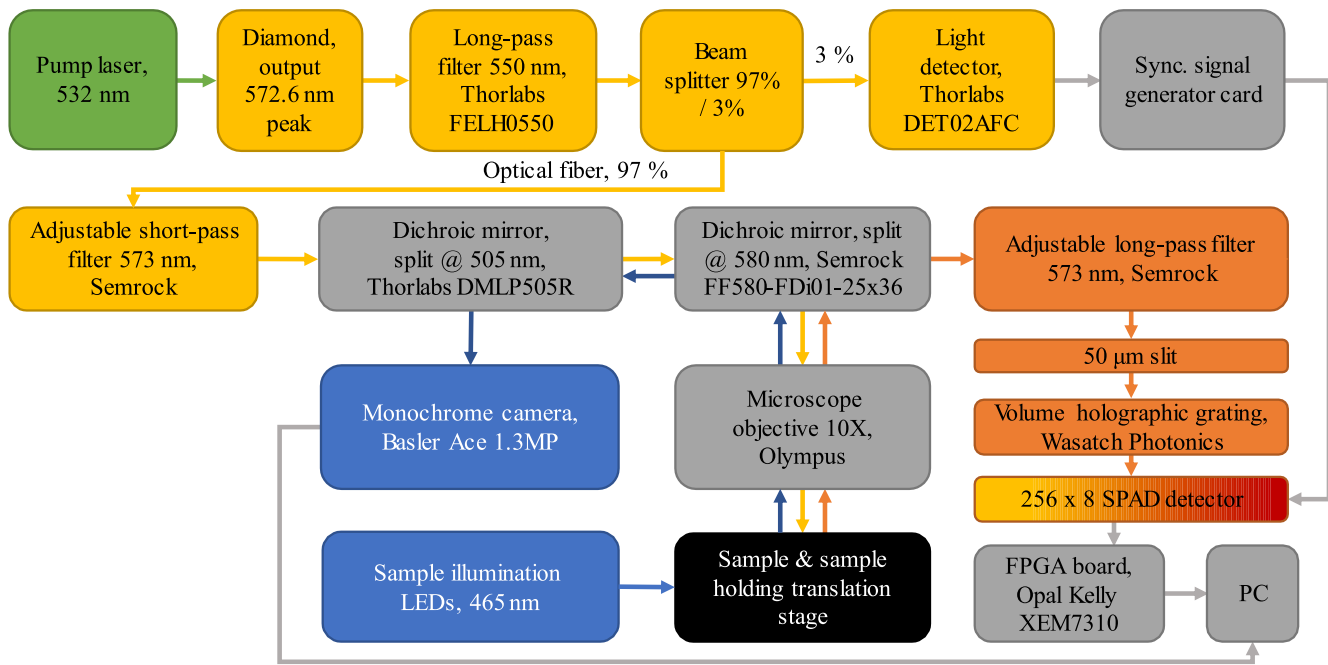 Pump laser,
532 nm
Diamond,
output
572.6 nm
peak
Long-pass
filter 550 nm,
Thorlabs
FELH0550
Beam
splitter 97%
/ 3%
3 %
Light
detector,
Thorlabs
DET02AFC
Sync. signal
generator card
Optical fiber, 97 %
Adjustable short-pass
filter 573 nm,
Semrock
Dichroic mirror,
split @ 505 nm,
Thorlabs DMLP505R
Dichroic mirror, split
@ 580 nm, Semrock
FF580-FDi01-25x36
Adjustable long-pass filter
573 nm, Semrock
50 μm slit
Volume holographic grating,
Wasatch Photonics
256 x 8 SPAD detector
Monochrome camera,
Basler Ace 1.3MP
Microscope
objective 10X,
Olympus
Sample illumination
LEDs, 465 nm
Sample & sample
holding translation
stage
FPGA board,
Opal Kelly
XEM7310
PC